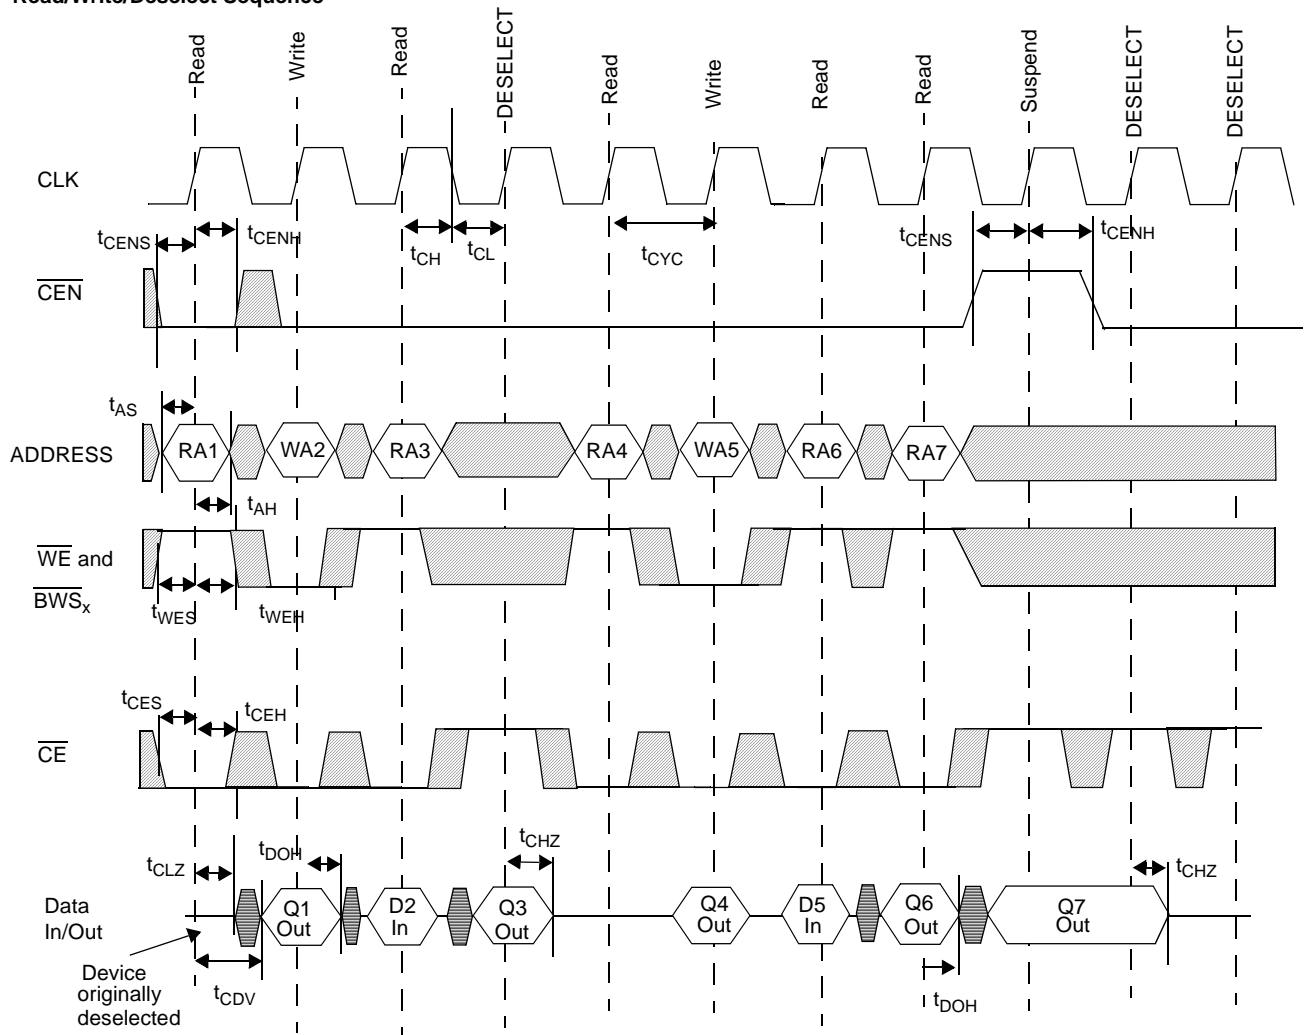 Read/Write/Deselect Sequence
Read
Write
Read
DESELECT
Read
Write
Read
Read
Suspend
DESELECT
DESELECT
CLK
tCENS
tCENH
tCH
tCL
tCYC
tCENS
tCENH
CEN
tAS
ADDRESS
RA1
WA2
RA3
RA4
WA5
RA6
RA7
tAH
WE and
BWSx
tWES
tWEH
tCES
tCEH
CE
tCLZ
tDOH
tCHZ
tCHZ
Data
In/Out
Q1
Out
D2
In
Q3
Out
Q4
Out
D5
In
Q6
Out
Q7
Out
Device
originally
deselected
tCDV
tDOH